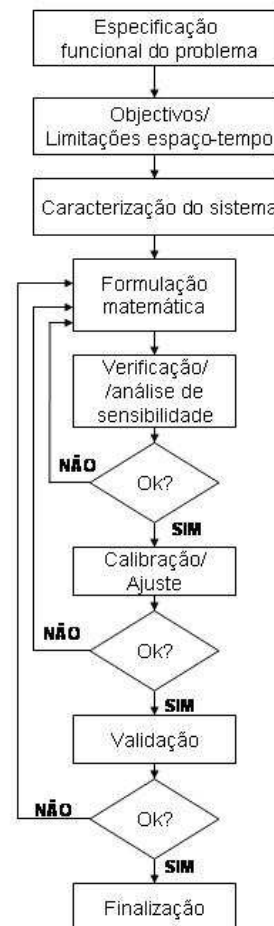 Especificação
funcional do problema
Objectivos/
Limitações espaço-tempo
Caracterização do sistema
Formulação
matemática
Verificação/
/análise de
sensibilidade
NÃO
Ok?
SIM
Calibração/
Ajuste
NÃO
Ok?
SIM
Validação
NÃO
Ok?
SIM
Finalização